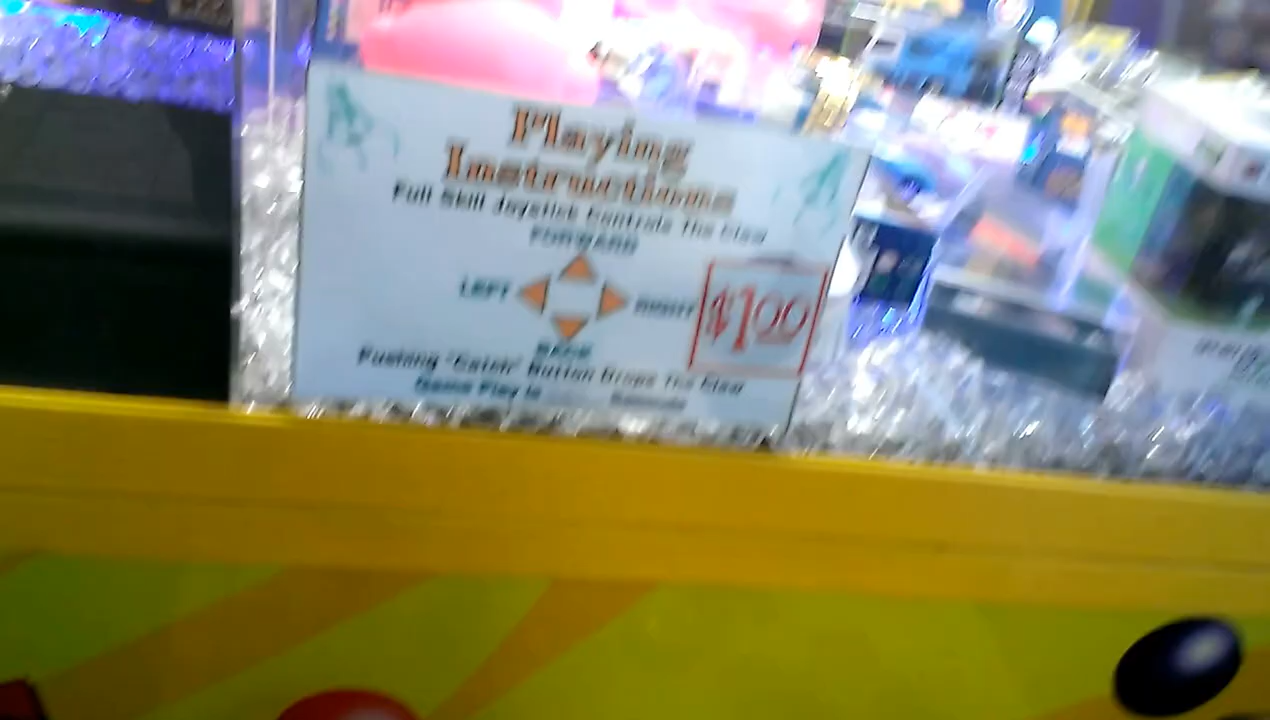 Playing
Instructions
Full Skill Joystick Controls The Claw
FORWARD
LEFT
RIGHT
$1.00
BACK
Pushing "Catch" Button Drops The Claw
Game Play is Seconds